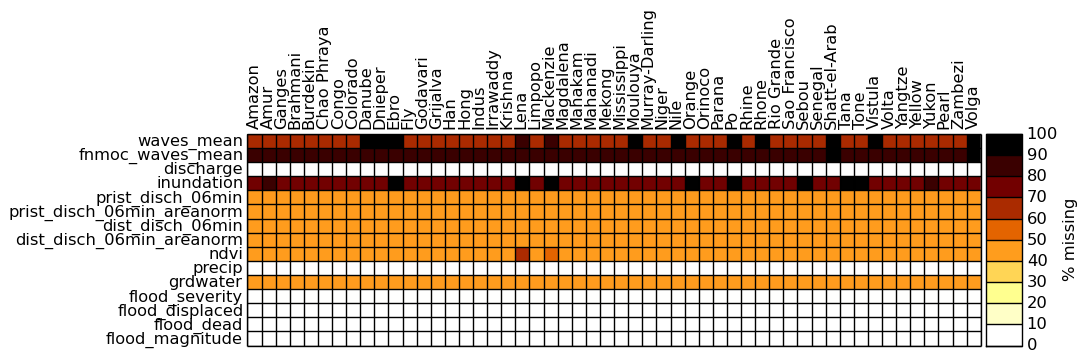 Amazon
Amur
Ganges
Brahmani
Burdekin
Chao Phraya
Congo
Colorado
Danube
Dnieper
Ebro
Fly
Godavari
Grijalva
Han
Hong
Indus
Irrawaddy
Krishna
Lena
Limpopo
Mackenzie
Magdalena
Mahakam
Mahanadi
Mekong
Mississippi
Moulouya
Murray-Darling
Niger
Nile
Orange
Orinoco
Parana
Po
Rhine
Rhone
Rio Grande
Sao Francisco
Sebou
Senegal
Shatt-el-Arab
Tana
Tone
Vistula
Volta
Yangtze
Yellow
Yukon
Pearl
Zambezi
Volga
waves_mean
fnmoc_waves_mean
discharge
inundation
prist_disch_06min
prist_disch_06min_areanorm
dist_disch_06min
dist_disch_06min_areanorm
ndvi
precip
grdwater
flood_severity
flood_displaced
flood_dead
flood_magnitude
100
90
80
70
60
50
40
30
20
10
0
% missing